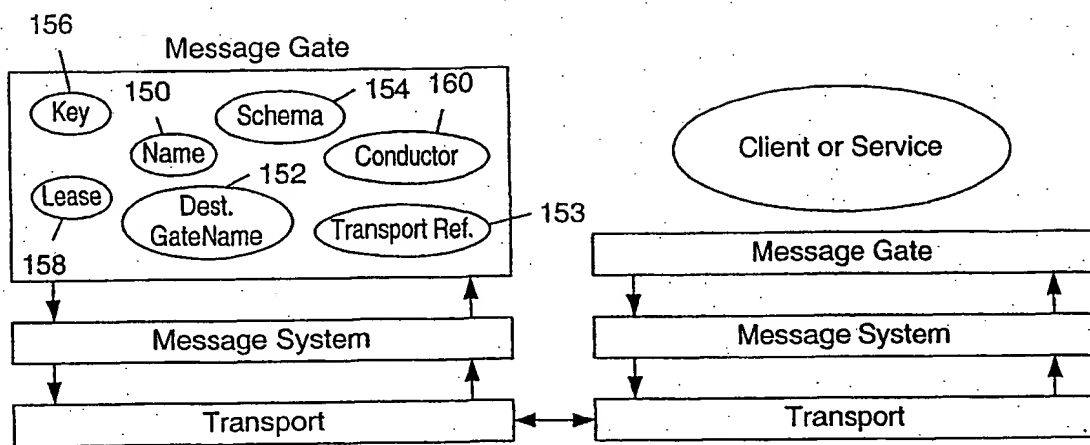 156
Message Gate
150
154
160
Key
Schema
Name
Conductor
Client or Service
152
Lease
Dest.
GateName
Transport Ref.
153
158
Message Gate
Message System
Message System
Transport
Transport